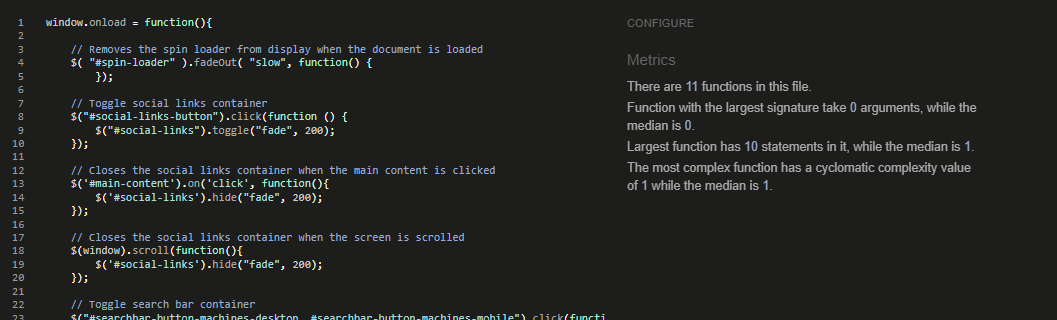 1 window.onload = function(){
2
3 // Removes the spin loader from display when the document is loaded
4 $( "#spin-loader" ).fadeOut( "slow", function() {
5 });
6
7 // Toggle social links container
8 $("#social-links-button").click(function () {
9 $("#social-links").toggle("fade", 200);
10 });
11
12 // Closes the social links container when the main content is clicked
13 $('#main-content').on('click', function(){
14 $('#social-links').hide("fade", 200);
15 });
16
17 // Closes the social links container when the screen is scrolled
18 $(window).scroll(function(){
19 $('#social-links').hide("fade", 200);
20 });
21
22 // Toggle search bar container
23 $("#searchbar-button-machines-desktop, #searchbar-button-machines-mobile").click(functi
CONFIGURE
Metrics
There are 11 functions in this file.
Function with the largest signature take 0 arguments, while the
median is 0.
Largest function has 10 statements in it, while the median is 1.
The most complex function has a cyclomatic complexity value
of 1 while the median is 1.